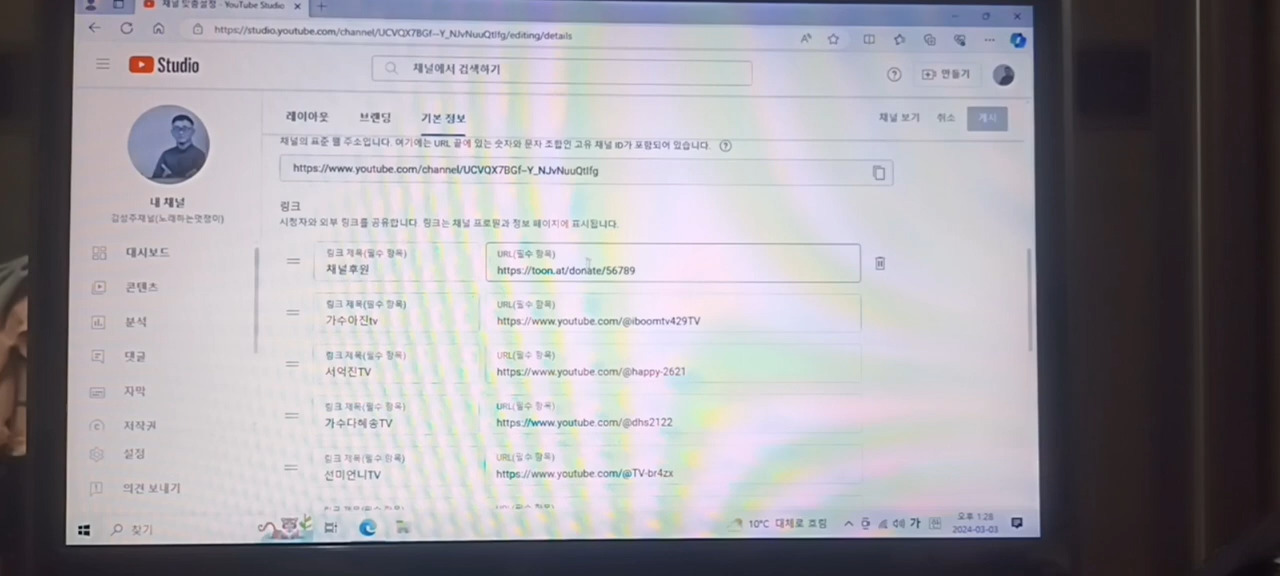 채널 맞춤설정 - YouTube Studio
https://studio.youtube.com/channel/UCVQX7BGf--Y_NJvNuuQtIfg/editing/details
Studio
채널에서 검색하기
만들기
레이아웃 브랜딩 기본 정보
채널 보기 취소 게시
채널의 표준 웹 주소입니다. 여기에는 URL 끝에 있는 숫자와 문자 조합인 고유 채널 ID가 포함되어 있습니다.
https://www.youtube.com/channel/UCVQX7BGf--Y_NJvNuuQtIfg
내 채널
김성주채널(노래하는멋쟁이)
링크
시청자와 외부 링크를 공유합니다. 링크는 채널 프로필과 정보 페이지에 표시됩니다.
대시보드
콘텐츠
분석
댓글
자막
저작권
설정
의견 보내기
링크 제목(필수 항목) URL(필수 항목)
채널후원 https://toon.at/donate/56789
링크 제목(필수 항목) URL(필수 항목)
가수아진tv https://www.youtube.com/@iboomtv429TV
링크 제목(필수 항목) URL(필수 항목)
서억진TV https://www.youtube.com/@happy-2621
링크 제목(필수 항목) URL(필수 항목)
가수다혜송TV https://www.youtube.com/@dhs2122
링크 제목(필수 항목) URL(필수 항목)
선미언니TV https://www.youtube.com/@TV-br4zx
찾기
10°C 대체로 흐림
가
오후 1:28
2024-03-03